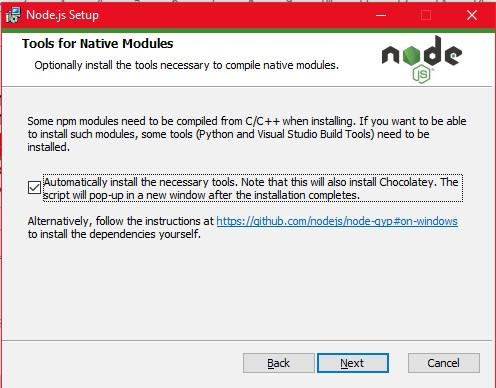 Node.js Setup
Tools for Native Modules
Optionally install the tools necessary to compile native modules.
node
JS
Some npm modules need to be compiled from C/C++ when installing. If you want to be able
to install such modules, some tools (Python and Visual Studio Build Tools) need to be
installed.
Automatically install the necessary tools. Note that this will also install Chocolatey. The
script will pop-up in a new window after the installation completes.
Alternatively, follow the instructions at https://github.com/nodejs/node-gyp#on-windows
to install the dependencies yourself.
Back Next Cancel